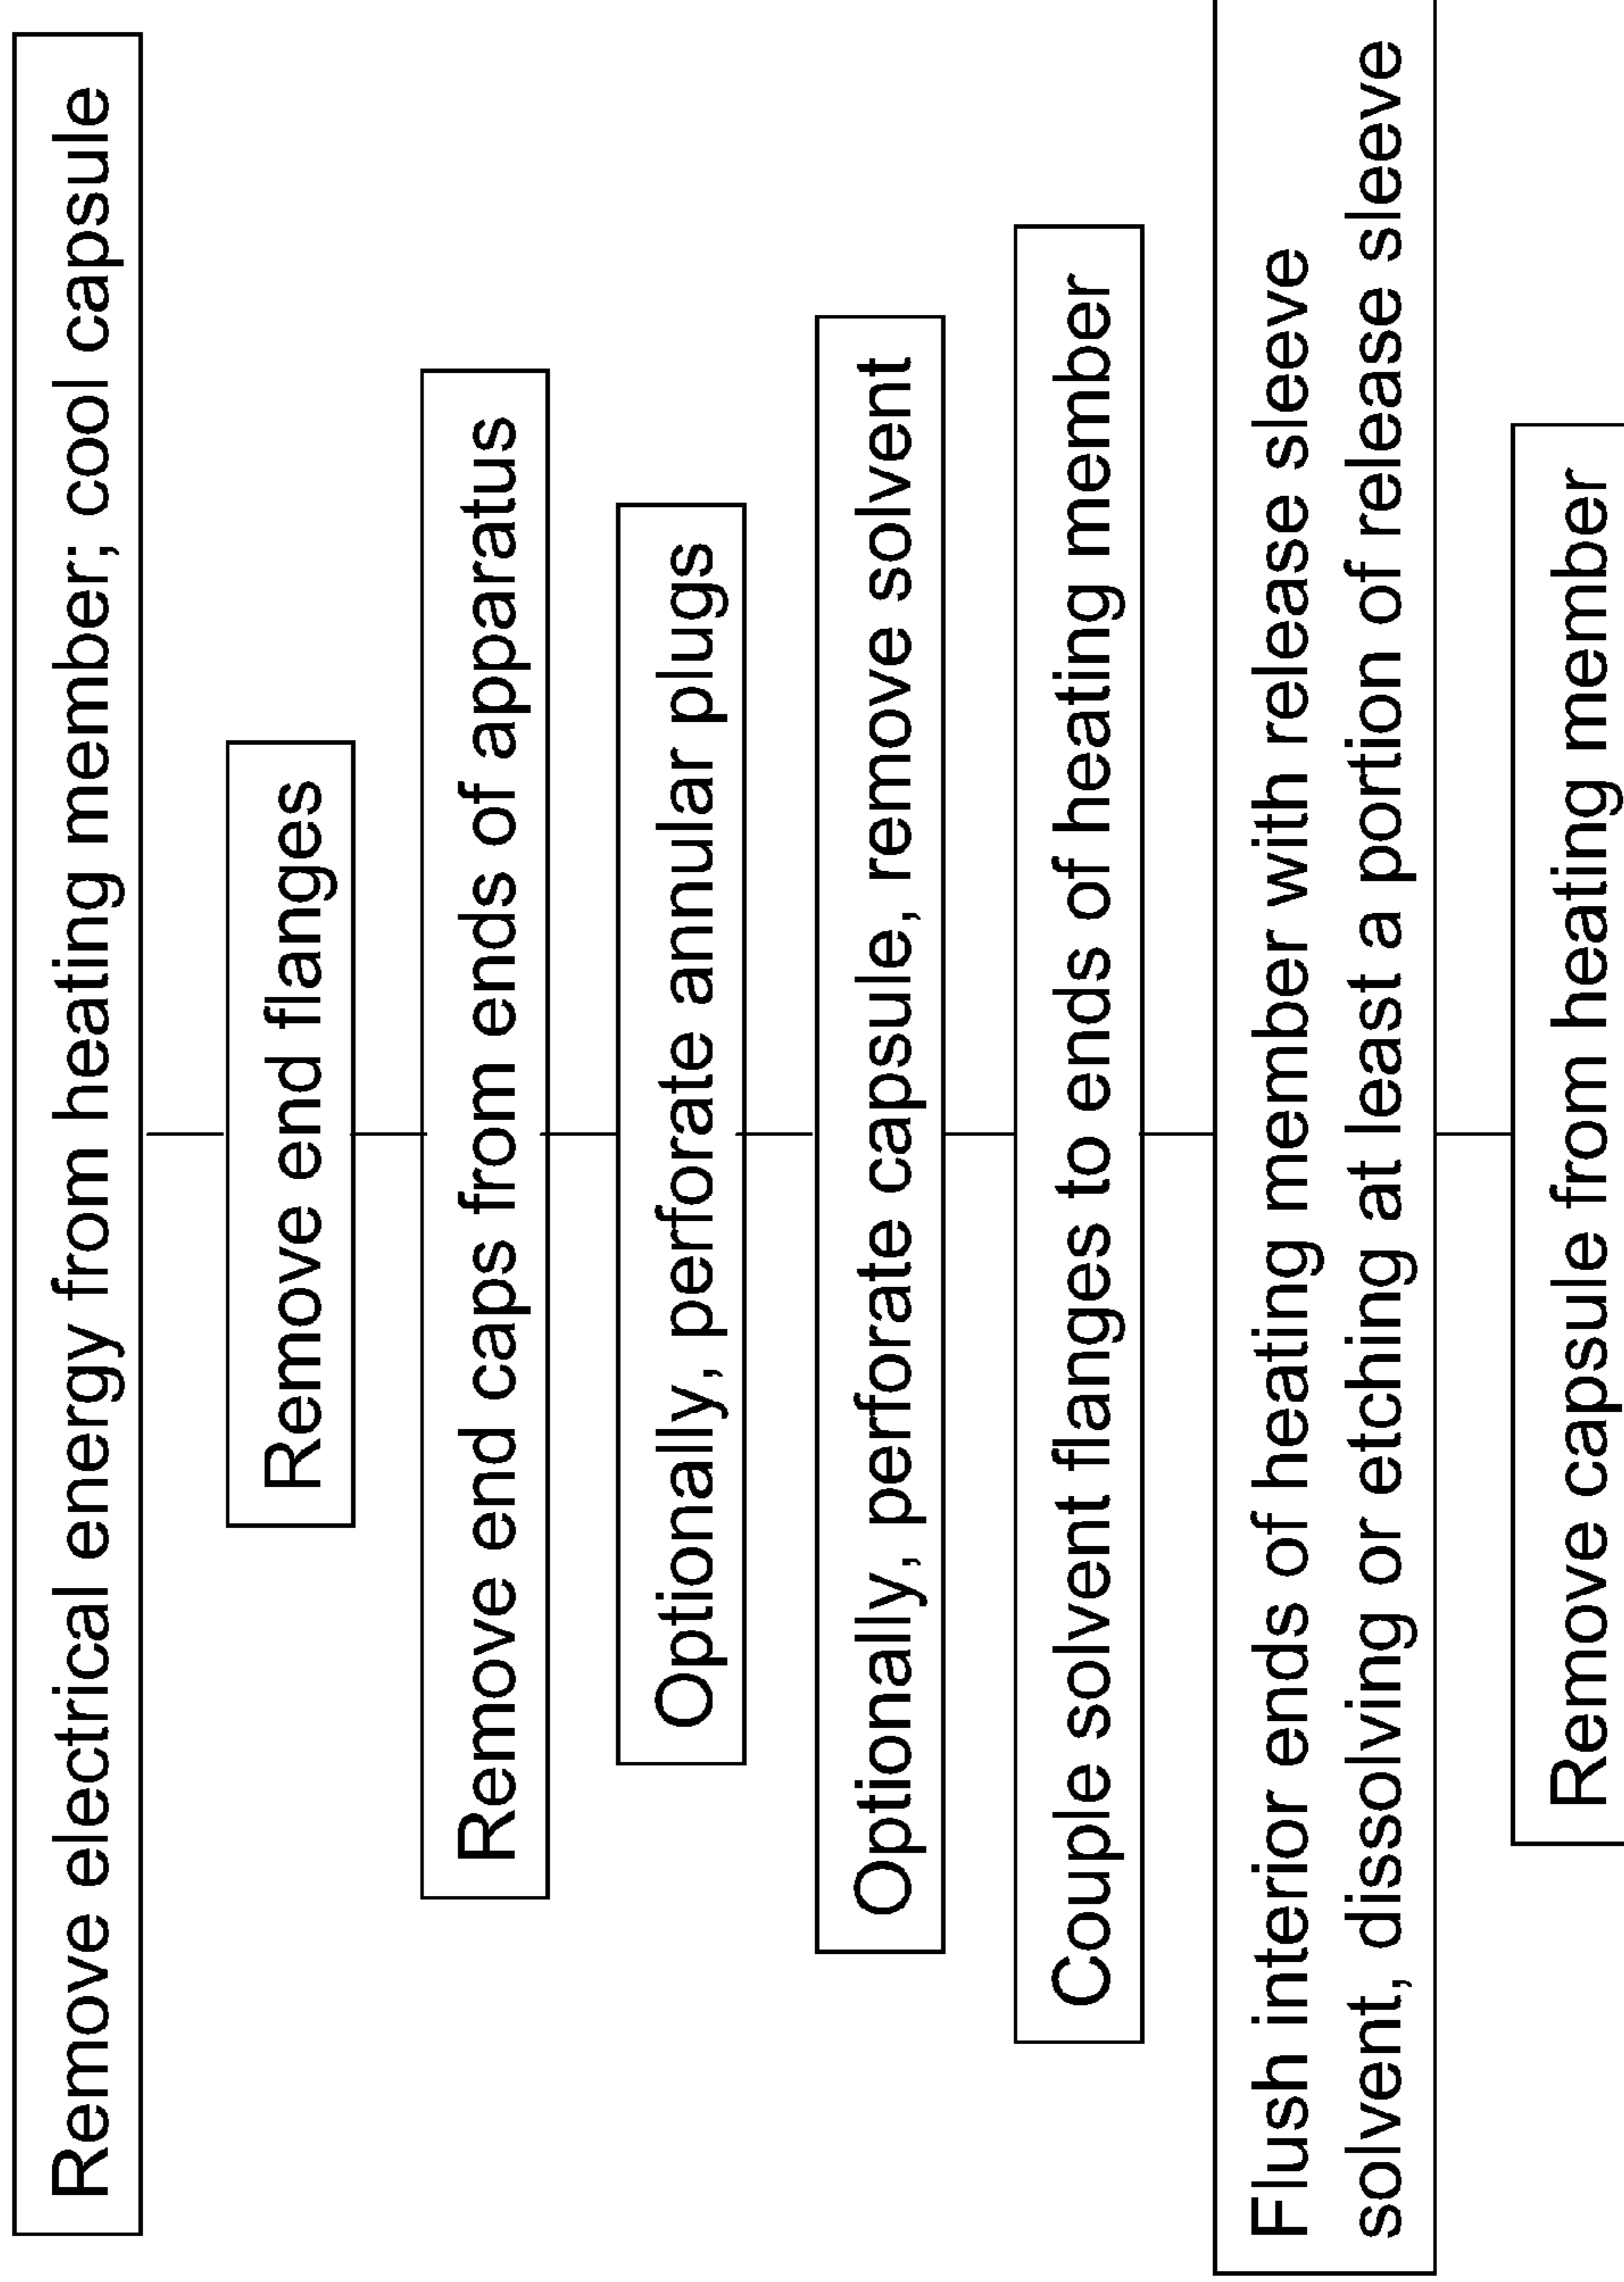 Remove electrical energy from heating member; cool capsule
Remove end flanges
Remove end caps from ends of apparatus
Optionally, perforate annular plugs
Optionally, perforate capsule, remove solvent
Couple solvent flanges to ends of heating member
Flush interior ends of heating member with release sleeve
solvent, dissolving or etching at least a portion of release sleeve
Remove capsule from heating member